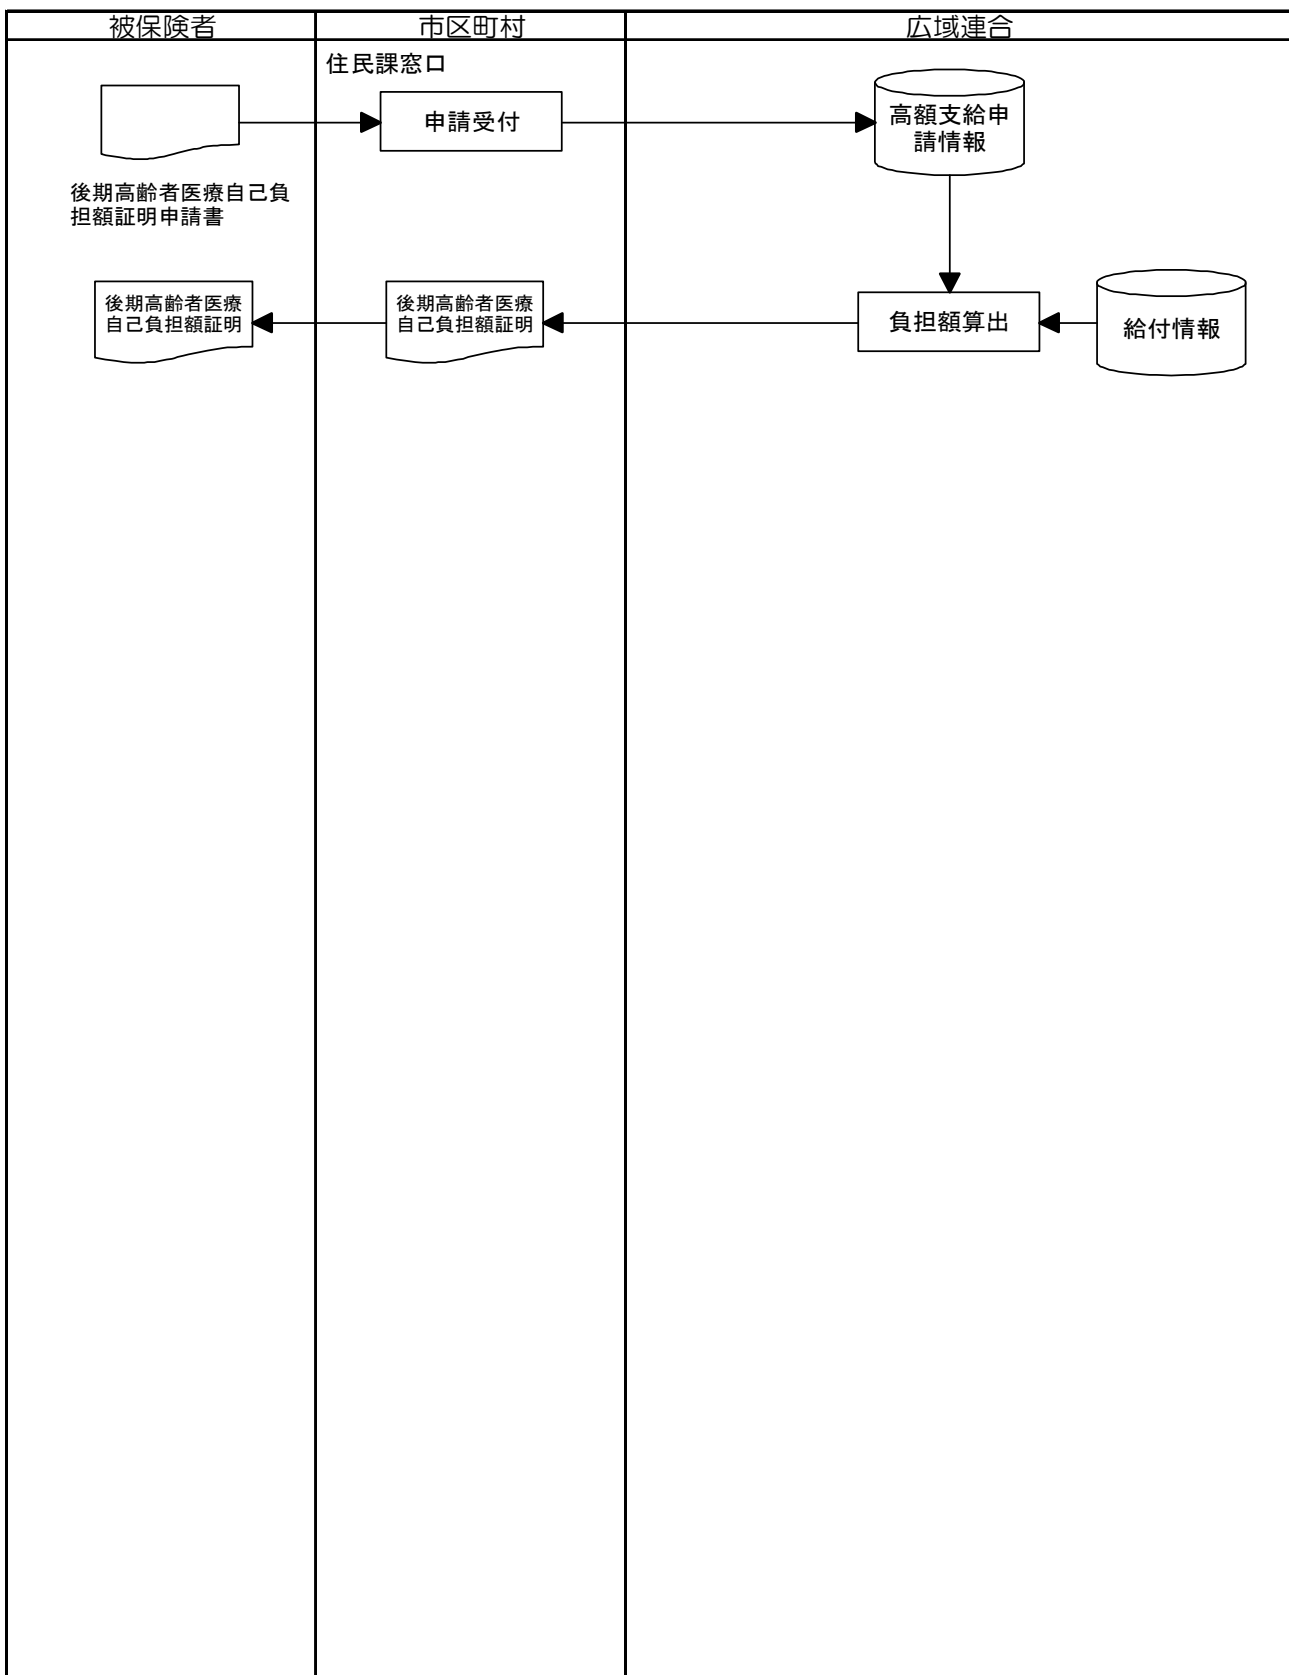 被保険者
市区町村
広域連合
住民課窓口
申請受付
高額支給申
請情報
後期高齢者医療自己負
担額証明申請書
後期高齢者医療
自己負担額証明
後期高齢者医療
自己負担額証明
負担額算出
給付情報